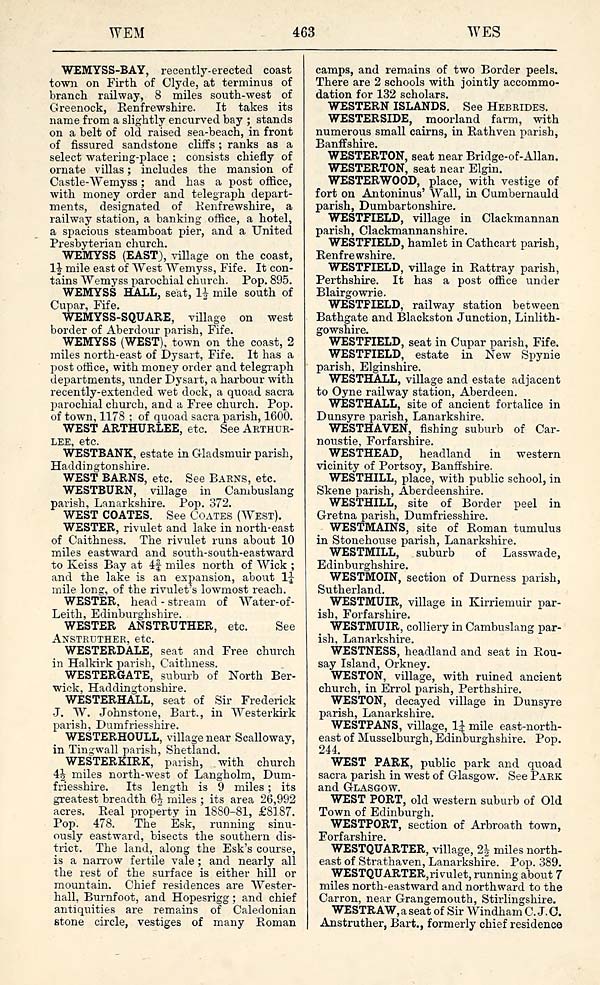 WEM 463 WES
WEMYSS-BAY, recently-erected coast
town on Firth of Clyde, at terminus of
branch railway, 8 miles south-west of
Greenock, Renfrewshire. It takes its
name from a slightly encurved bay ; stands
on a belt of old raised sea-beach, in front
of fissured sandstone cliffs ; ranks as a
select watering-place ; consists chiefly of
ornate villas ; includes the mansion of
Castle-Wemyss ; and has a post office,
with money order and telegraph depart-
ments, designated of Renfrewshire, a
railway station, a banking office, a hotel,
a spacious steamboat pier, and a United
Presbyterian church.
WEMYSS (EAST), village on the coast,
1½ mile east of West Wemyss, Fife. It con-
tains Wemyss parochial church. Pop. 895.
WEMYSS HALL, seat, 1½ mile south of
Cupar, Fife.
WEMYSS-SQUARE, village on west
border of Aberdour parish, Fife.
WEMYSS (WEST), town on the coast, 2
miles north-east of Dysart, Fife. It has a
post office, with money order and telegraph
departments, under Dysart, a harbour with
recently-extended wet dock, a quoad sacra
parochial church, and a Free church. Pop.
of town, 1178 ; of quoad sacra parish, 1600.
WEST ARTHURLEE, etc. See ARTHUR-
LEE, etc.
WESTBANK, estate in Gladsmuir parish,
Haddingtonshire.
WEST BARNS, etc. See BARNS, etc.
WESTBURN, village in Cambuslang
parish, Lanarkshire. Pop. 372.
WEST COATES. See COATES (WEST).
WESTER, rivulet and lake in north-east
of Caithness. The rivulet runs about 10
miles eastward and south-south-eastward
to Keiss Bay at 4¾ miles north of Wick ;
and the lake is an expansion, about 1¼
mile long, of the rivulet's lowmost reach.
WESTER, head-stream of Water-of-
Leith, Edinburghshire.
WESTER ANSTRUTHER, etc. See
ANSTRUTHER, etc.
WESTERDALE, seat and Free church
in Halkirk parish, Caithness.
WESTERGATE, suburb of North Ber-
wick, Haddingtonshire.
WESTERHALL, seat of Sir Frederick
J. W. Johnstone, Bart., in Westerkirk
parish, Dumfriesshire.
WESTERHOULL, village near Scalloway,
in Tingwall parish, Shetland.
WESTERKIRK, parish, with church
4½ miles north-west of Langholm, Dum-
friesshire. Its length is 9 miles ; its
greatest breadth 6½ miles ; its area 26,992
acres. Real property in 1880-81, £8187.
Pop. 478. The Esk, running sinu-
ously eastward, bisects the southern dis-
trict. The land, along the Esk's course,
is a narrow fertile vale ; and nearly all
the rest of the surface is either hill or
mountain. Chief residences are Wester-
hall, Burnfoot, and Hopesrigg ; and chief
antiquities are remains of Caledonian
stone circle, vestiges of many Roman
camps, and remains of two Border peels.
There are 2 schools with jointly accommo-
dation for 132 scholars.
WESTERN ISLANDS. See HEBRIDES.
WESTERSIDE, moorland farm, with
numerous small cairns, in Rathven parish,
Banffshire.
WESTERTON, seat near Bridge-of-Allan.
WESTERTON, seat near Elgin.
WESTERWOOD, place, with vestige of
fort on Antoninus' Wall, in Cumbernauld
parish, Dumbartonshire.
WESTFIELD, village in Clackmannan
parish, Clackmannanshire.
WESTFIELD, hamlet in Cathcart parish,
Renfrewshire.
WESTFIELD, village in Rattray parish,
Perthshire. It has a post office under
Blairgowrie.
WESTFIELD, railway station between
Bathgate and Blackston Junction, Linlith-
gowshire.
WESTFIELD, seat in Cupar parish, Fife.
WESTFIELD, estate in New Spynie
parish, Elginshire.
WESTHALL, village and estate adjacent
to Oyne railway station, Aberdeen.
WESTHALL, site of ancient fortalice in
Dunsyre parish, Lanarkshire.
WESTHAVEN, fishing suburb of Car-
noustie, Forfarshire.
WESTHEAD, headland in western
vicinity of Portsoy, Banffshire.
WESTHILL, place, with public school, in
Skene parish, Aberdeenshire.
WESTHILL, site of Border peel in
Gretna parish, Dumfriesshire.
WESTMAINS, site of Roman tumulus
in Stonehouse parish, Lanarkshire.
WESTMILL, suburb of Lasswade,
Edinburghshire.
WESTMOIN, section of Durness parish,
Sutherland.
WESTMUIR, village in Kirriemuir par-
ish, Forfarshire.
WESTMUIR, colliery in Cambuslang par-
ish, Lanarkshire.
WESTNESS, headland and seat in Rou-
say Island, Orkney.
WESTON, village, with ruined ancient
church, in Errol parish, Perthshire.
WESTON, decayed village in Dunsyre
parish, Lanarkshire.
WESTPANS, village, 1¼ mile east-north-
east of Musselburgh, Edinburghshire. Pop.
244.
WEST PARK, public park and quoad
sacra parish in west of Glasgow. See PARK
and GLASGOW.
WEST PORT, old western suburb of Old
Town of Edinburgh.
WESTPORT, section of Arbroath town,
Forfarshire.
WESTQUARTER, village, 2½ miles north-
east of Strathaven, Lanarkshire. Pop. 389.
WESTQUARTER, rivulet, running about 7
miles north-eastward and northward to the
Carron, near Grangemouth, Stirlingshire.
WESTRAW, a seat of Sir Windham C. J. C.
Anstruther, Bart., formerly chief residence